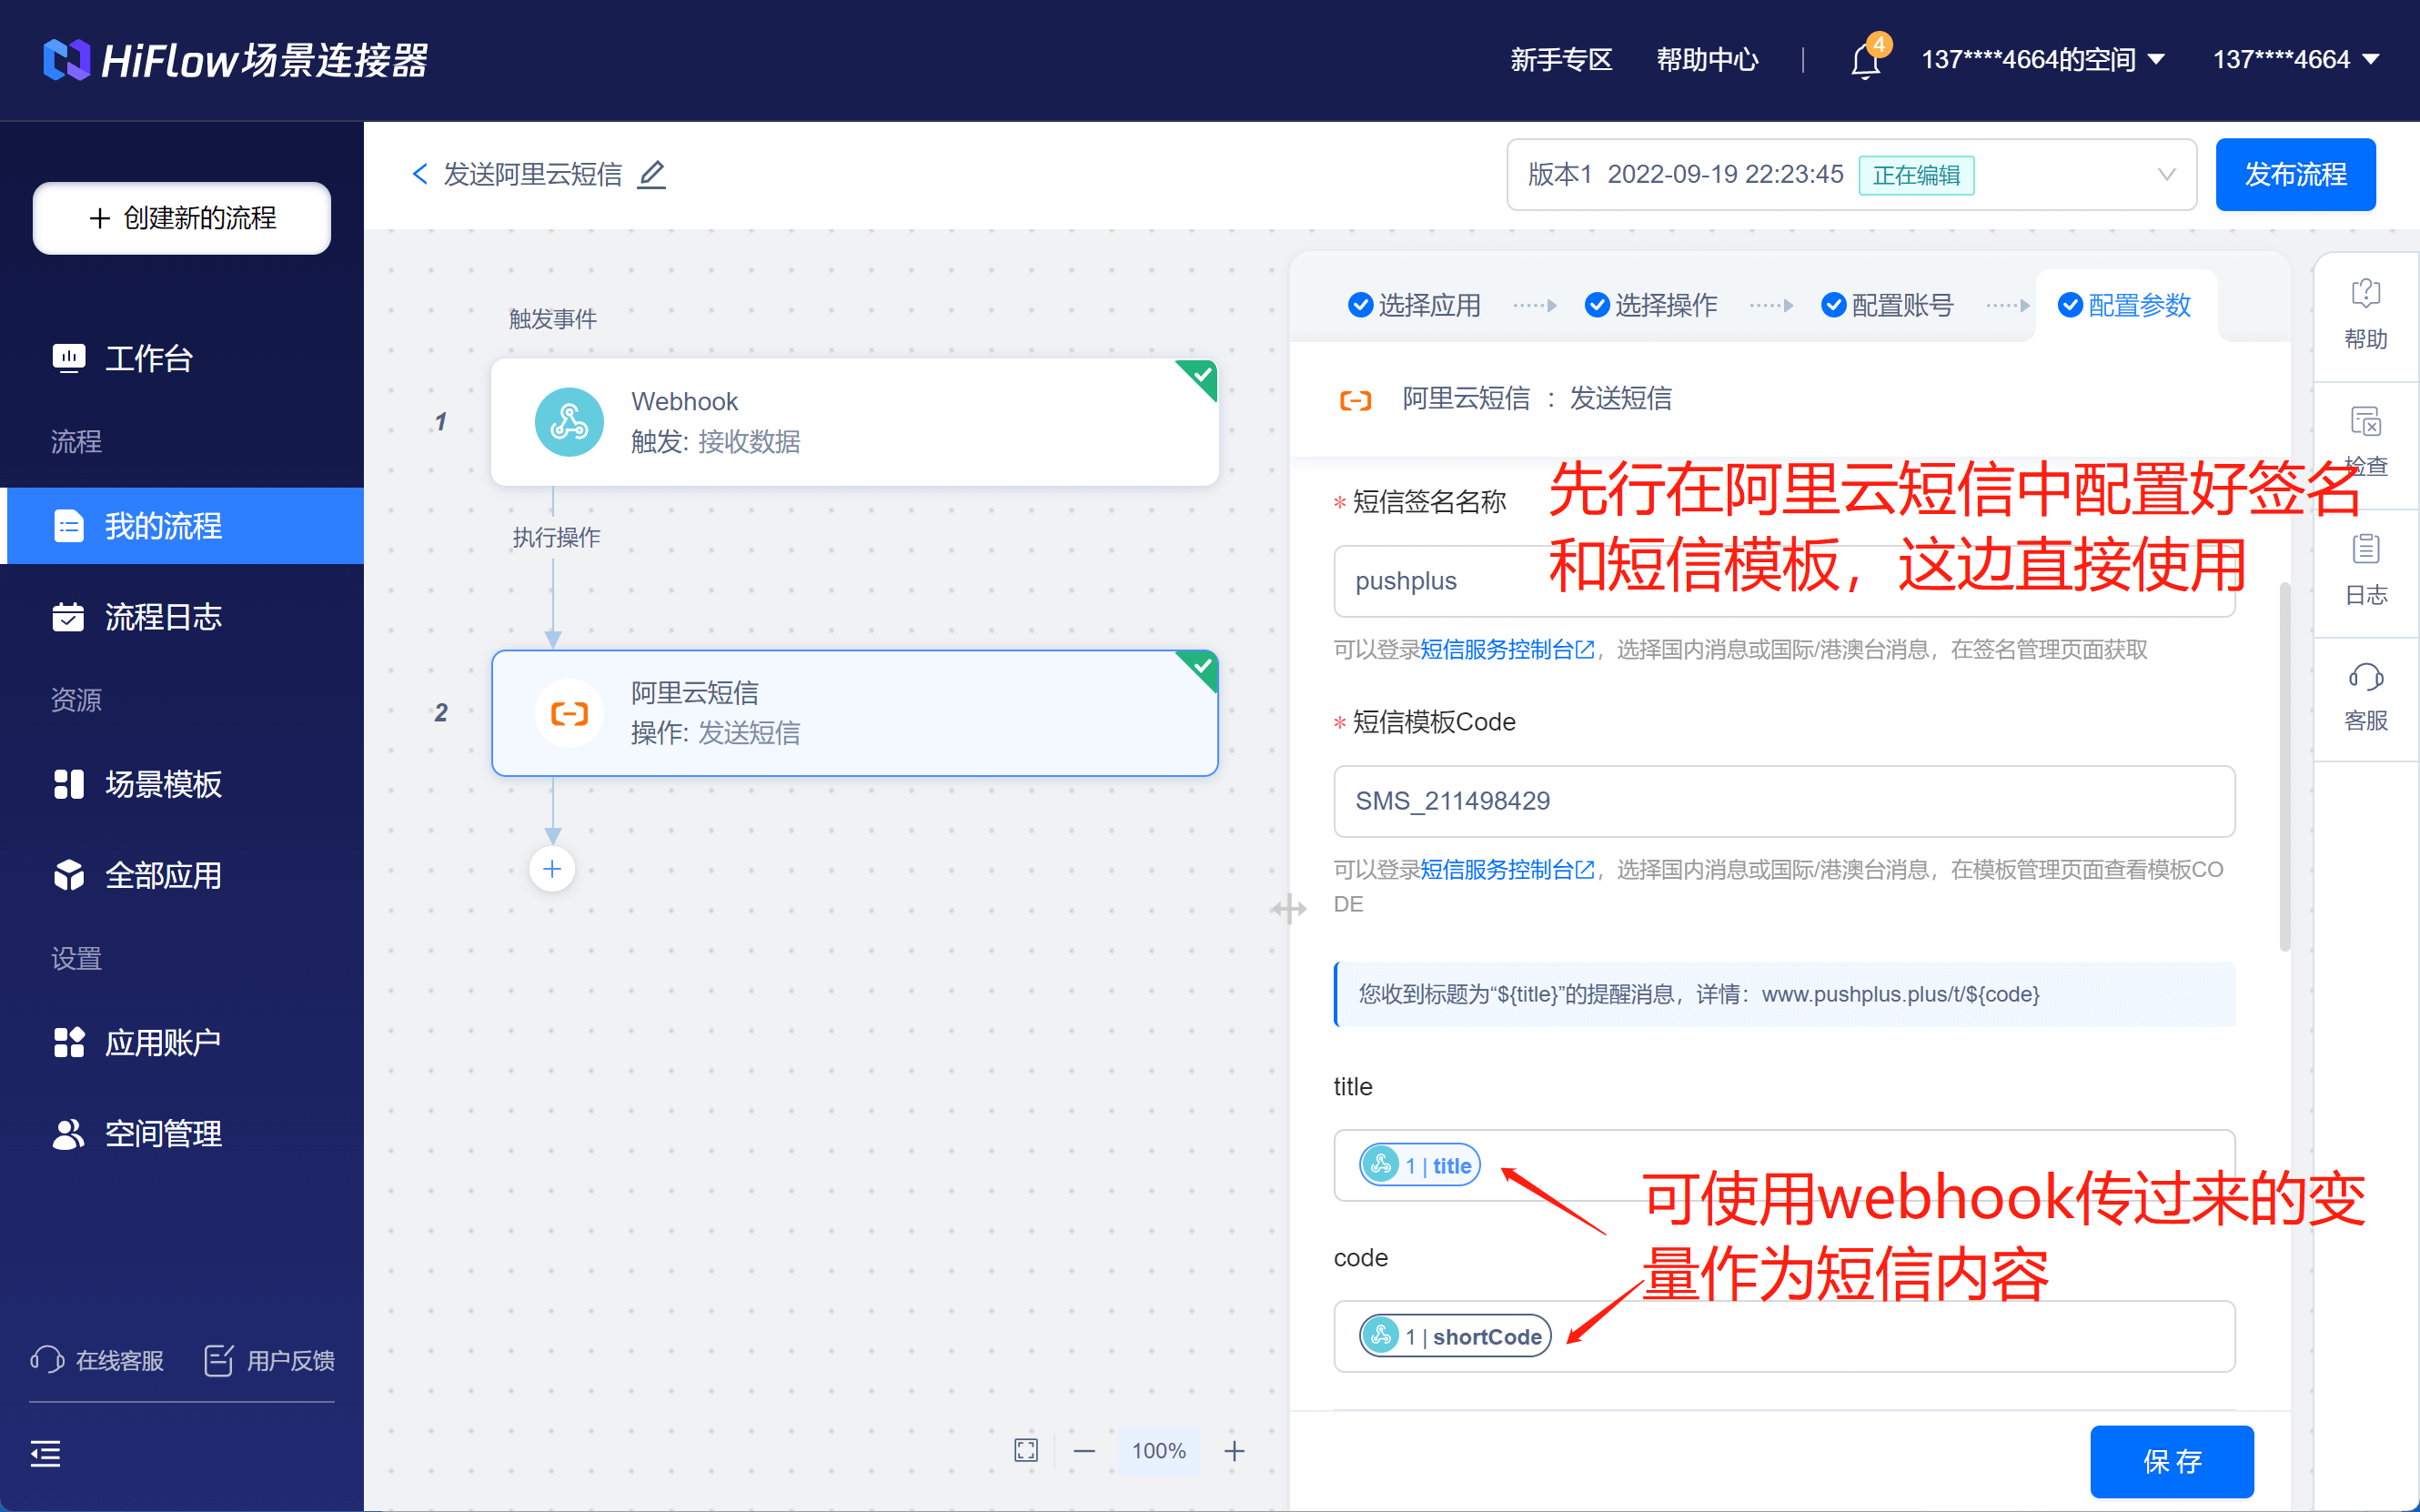 HiFlow场景连接器
新手专区
帮助中心
4
137****4664的空间
137****4664
创建新的流程
工作台
流程
我的流程
流程日志
资源
场景模板
全部应用
设置
应用账户
空间管理
在线客服
用户反馈
发送阿里云短信
版本1 2022-09-19 22:23:45 正在编辑
发布流程
触发事件
1
Webhook
触发: 接收数据
执行操作
2
阿里云短信
操作: 发送短信
100%
选择应用
选择操作
配置账号
配置参数
阿里云短信 : 发送短信
* 短信签名名称
先行在阿里云短信中配置好签名
和短信模板，这边直接使用
pushplus
可以登录短信服务控制台，选择国内消息或国际/港澳台消息，在签名管理页面获取
* 短信模板Code
SMS_211498429
可以登录短信服务控制台，选择国内消息或国际/港澳台消息，在模板管理页面查看模板CO
DE
您收到标题为“${title}”的提醒消息，详情：www.pushplus.plus/t/${code}
title
1 | title
可使用webhook传过来的变
量作为短信内容
code
1 | shortCode
保 存
帮助
检查
日志
客服